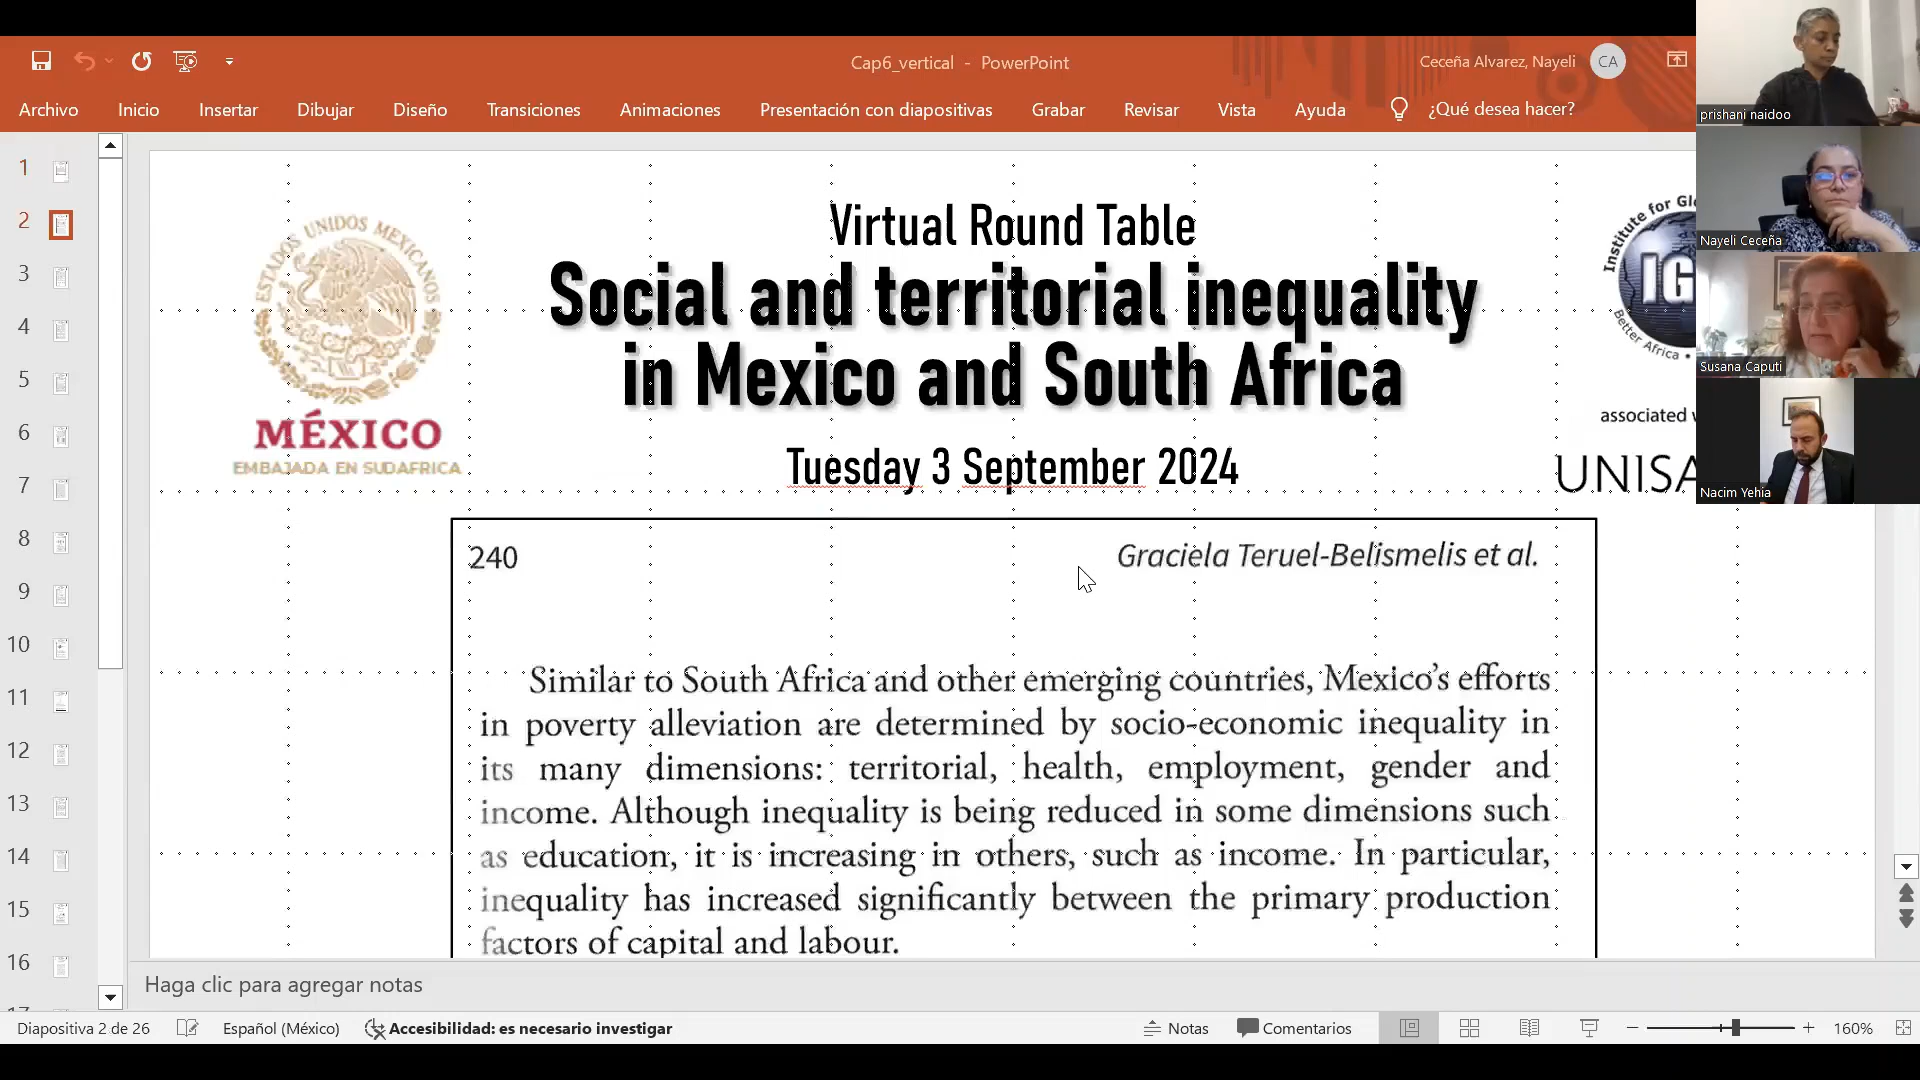 Cap6_vertical - PowerPoint
Ceceña Alvarez, Nayeli
CA
Archivo Inicio Insertar Dibujar Diseño Transiciones Animaciones Presentación con diapositivas Grabar Revisar Vista Ayuda ¿Qué desea hacer?
prishani naidoo
Nayeli Ceceña
Susana Caputi
Nacim Yehia
1
2
3
4
5
6
7
8
9
10
11
12
13
14
15
16
ESTADOS UNIDOS MEXICANOS
MÉXICO
EMBAJADA EN SUDAFRICA
Virtual Round Table
Social and territorial inequality
in Mexico and South Africa
Tuesday 3 September 2024
Institute for Glo
IG
Better Africa •
associated w
UNISA
240
Graciela Teruel-Belismelis et al.
Similar to South Africa and other emerging countries, Mexico’s efforts
in poverty alleviation are determined by socio-economic inequality in
its many dimensions: territorial, health, employment, gender and
income. Although inequality is being reduced in some dimensions such
as education, it is increasing in others, such as income. In particular,
inequality has increased significantly between the primary production
factors of capital and labour.
Haga clic para agregar notas
Diapositiva 2 de 26 Español (México) Accesibilidad: es necesario investigar Notas Comentarios 160%